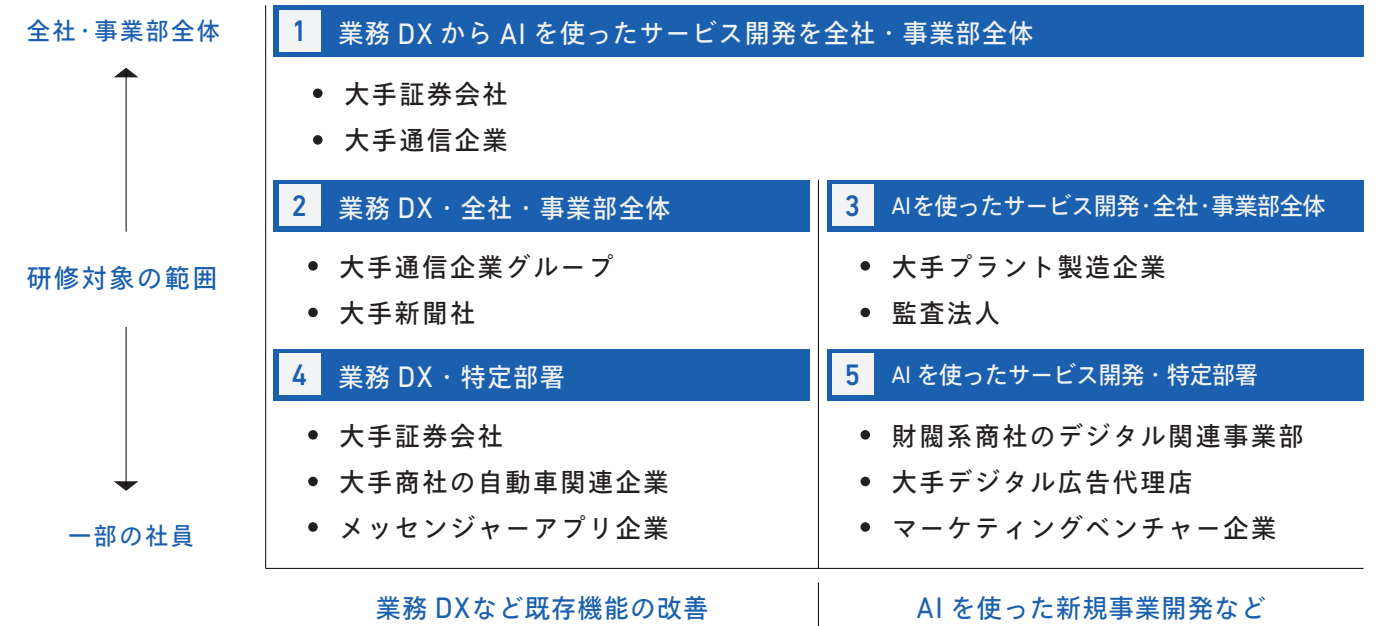 全社・事業部全体
1 業務 DX から AI を使ったサービス開発を全社・事業部全体
• 大手証券会社
• 大手通信企業
2 業務 DX・全社・事業部全体
3 AIを使ったサービス開発・全社・事業部全体
研修対象の範囲
• 大手通信企業グループ
• 大手新聞社
• 大手プラント製造企業
• 監査法人
4 業務 DX・特定部署
5 AI を使ったサービス開発・特定部署
• 大手証券会社
• 大手商社の自動車関連企業
• メッセンジャーアプリ企業
• 財閥系商社のデジタル関連事業部
• 大手デジタル広告代理店
• マーケティングベンチャー企業
一部の社員
業務 DXなど既存機能の改善
AI を使った新規事業開発など